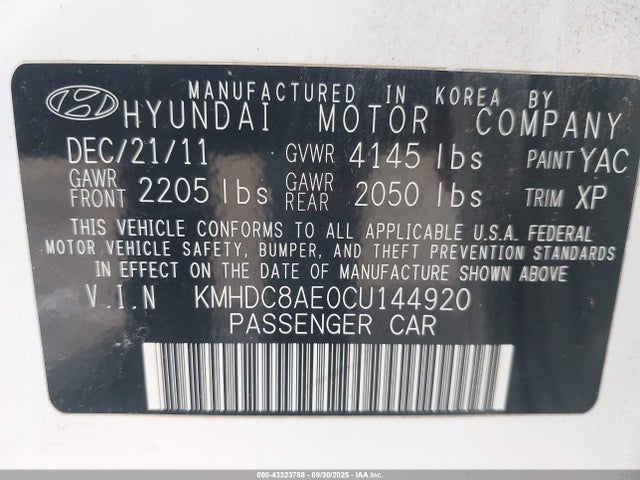 MANUFACTURED IN KOREA BY
HYUNDAI MOTOR COMPANY
DEC/21/11 GVWR 4145 lbs PAINT YAC
GAWR FRONT 2205 lbs GAWR REAR 2050 lbs TRIM XP
THIS VEHICLE CONFORMS TO ALL APPLICABLE U.S.A. FEDERAL
MOTOR VEHICLE SAFETY, BUMPER, AND THEFT PREVENTION STANDARDS
IN EFFECT ON THE DATE OF MANUFACTURE SHOWN ABOVE
V.I.N KMHDC8AE0CU144920
PASSENGER CAR
000-43323768 - 09/30/2025 - Copart, Inc.